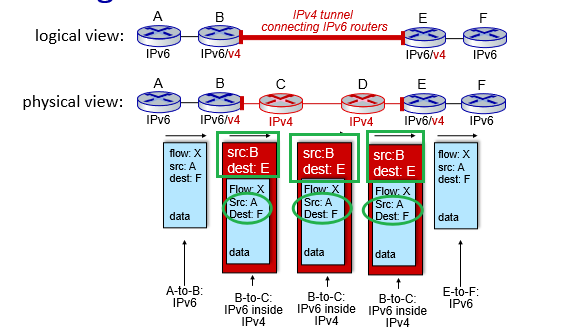 IPv4 tunnel
connecting IPv6 routers
logical view:
A
B
E
F
IPv6
IPv6/v4
IPv6/v4
IPv6
physical view:
A
B
C
D
E
F
IPv6
IPv6/v4
IPv4
IPv4
IPv6/v4
IPv6
flow: X
src: A
dest: F
data
src:B
dest: E
Flow: X
Src: A
Dest: F
data
src:B
dest: E
Flow: X
Src: A
Dest: F
data
src:B
dest: E
Flow: X
Src: A
Dest: F
data
flow: X
src: A
dest: F
data
A-to-B:
IPv6
B-to-C:
IPv6 inside
IPv4
B-to-C:
IPv6 inside
IPv4
B-to-C:
IPv6 inside
IPv4
E-to-F:
IPv6